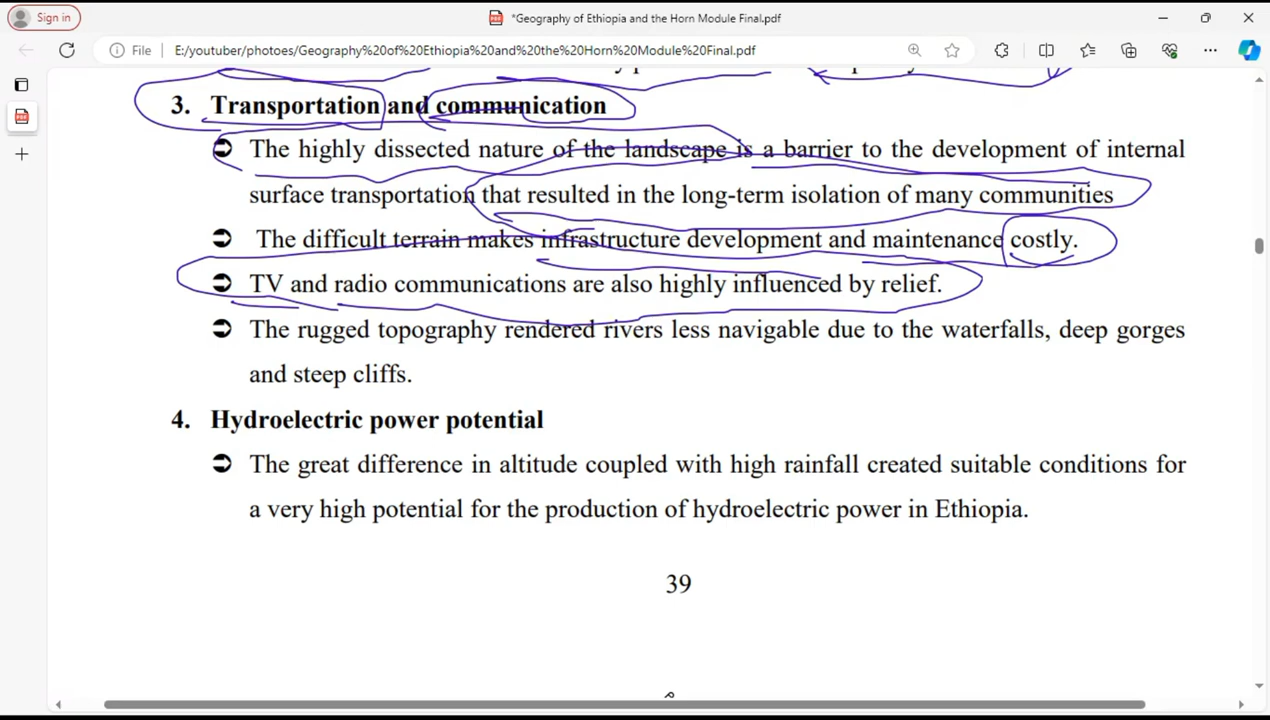 Sign in
*Geography of Ethiopia and the Horn Module Final.pdf
File
E:/youtuber/photoes/Geography%20of%20Ethiopia%20and%20the%20Horn%20Module%20Final.pdf
3. Transportation and communication
The highly dissected nature of the landscape is a barrier to the development of internal
surface transportation that resulted in the long-term isolation of many communities
The difficult terrain makes infrastructure development and maintenance costly.
TV and radio communications are also highly influenced by relief.
The rugged topography rendered rivers less navigable due to the waterfalls, deep gorges
and steep cliffs.
4. Hydroelectric power potential
The great difference in altitude coupled with high rainfall created suitable conditions for
a very high potential for the production of hydroelectric power in Ethiopia.
39